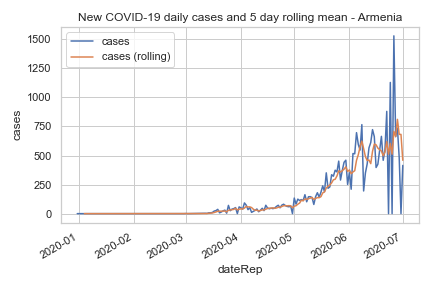 New COVID-19 daily cases and 5 day rolling mean - Armenia
cases
cases (rolling)
1500
1250
1000
750
500
250
0
cases
2020-01
2020-02
2020-03
2020-04
2020-05
2020-06
2020-07
dateRep